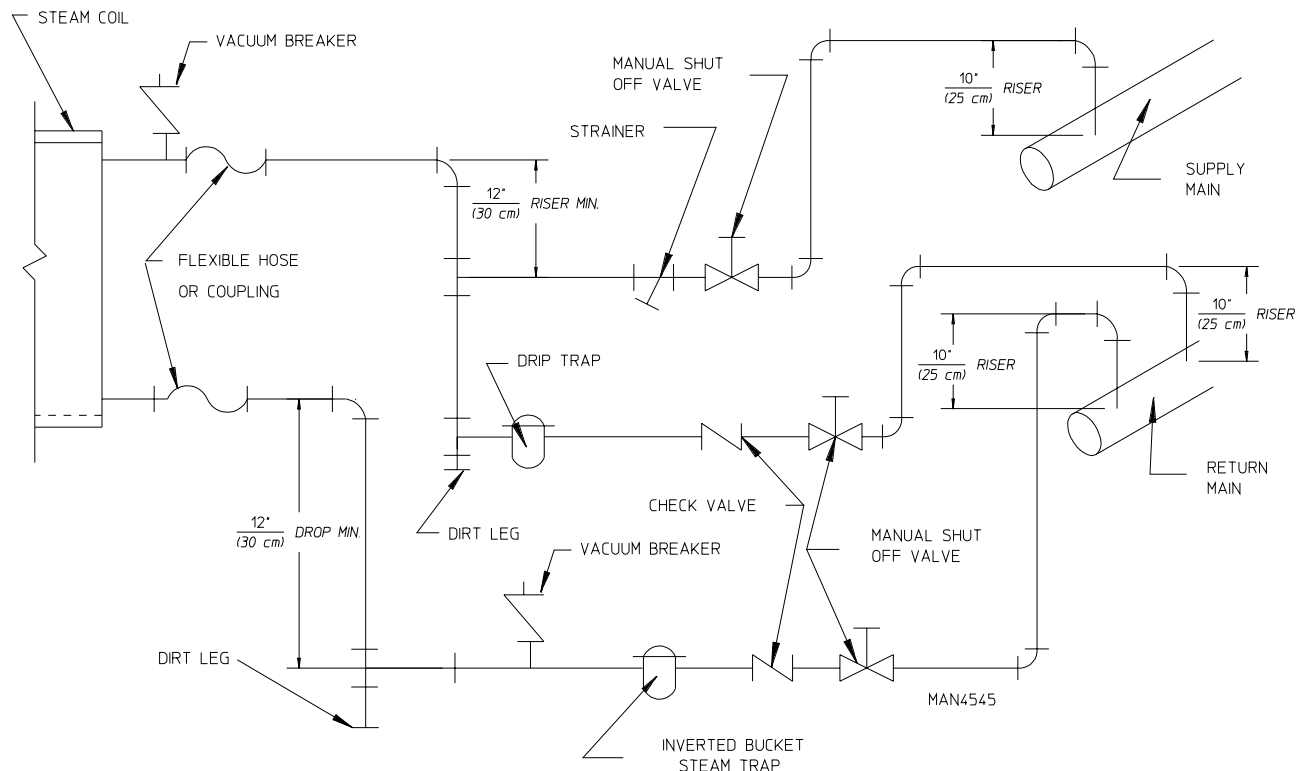 STEAM COIL
VACUUM BREAKER
MANUAL SHUT
OFF VALVE
10"
(25 cm) RISER
STRAINER
SUPPLY
MAIN
12"
(30 cm) RISER MIN.
FLEXIBLE HOSE
OR COUPLING
10"
(25 cm) RISER
10"
(25 cm) RISER
DRIP TRAP
RETURN
MAIN
CHECK VALVE
12"
(30 cm) DROP MIN.
DIRT LEG
MANUAL SHUT
OFF VALVE
VACUUM BREAKER
DIRT LEG
MAN4545
INVERTED BUCKET
STEAM TRAP